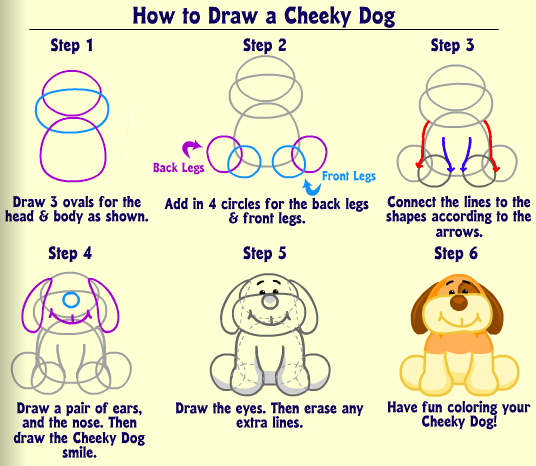 How to Draw a Cheeky Dog
Step 1
Step 2
Step 3
Back Legs
Front Legs
Draw 3 ovals for the
head & body as shown.
Add in 4 circles for the back legs
& front legs.
Connect the lines to the
shapes according to the
arrows.
Step 4
Step 5
Step 6
Draw a pair of ears,
and the nose. Then
draw the Cheeky Dog
smile.
Draw the eyes. Then erase any
extra lines.
Have fun coloring your
Cheeky Dog!